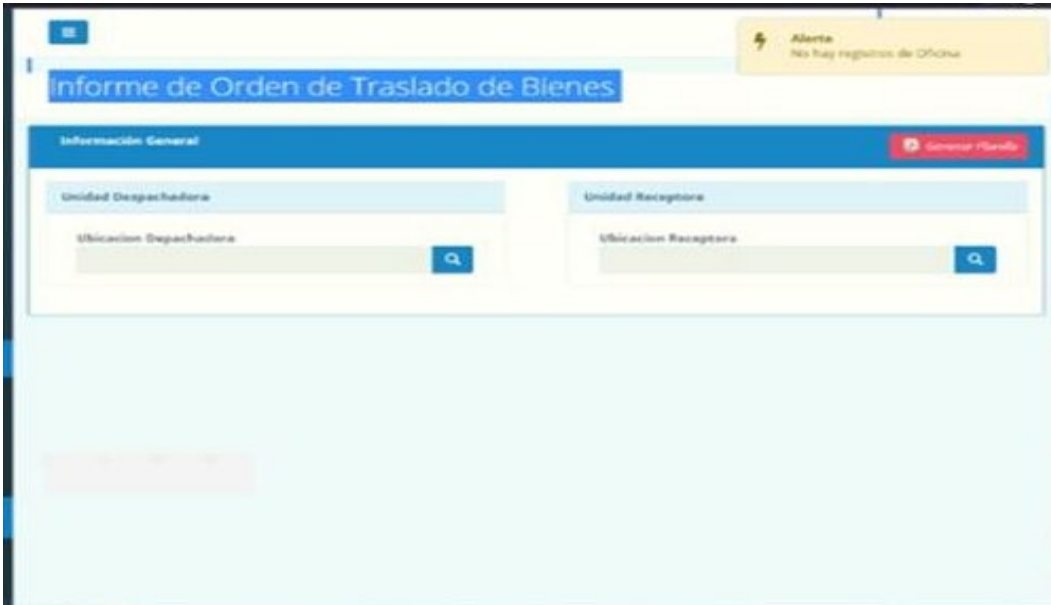 Alerta
No hay registros de Oficina
Informe de Orden de Traslado de Bienes
Información General
Generar Planilla
Unidad Despachadora
Unidad Receptora
Ubicacion Depachadora
Ubicacion Receptora